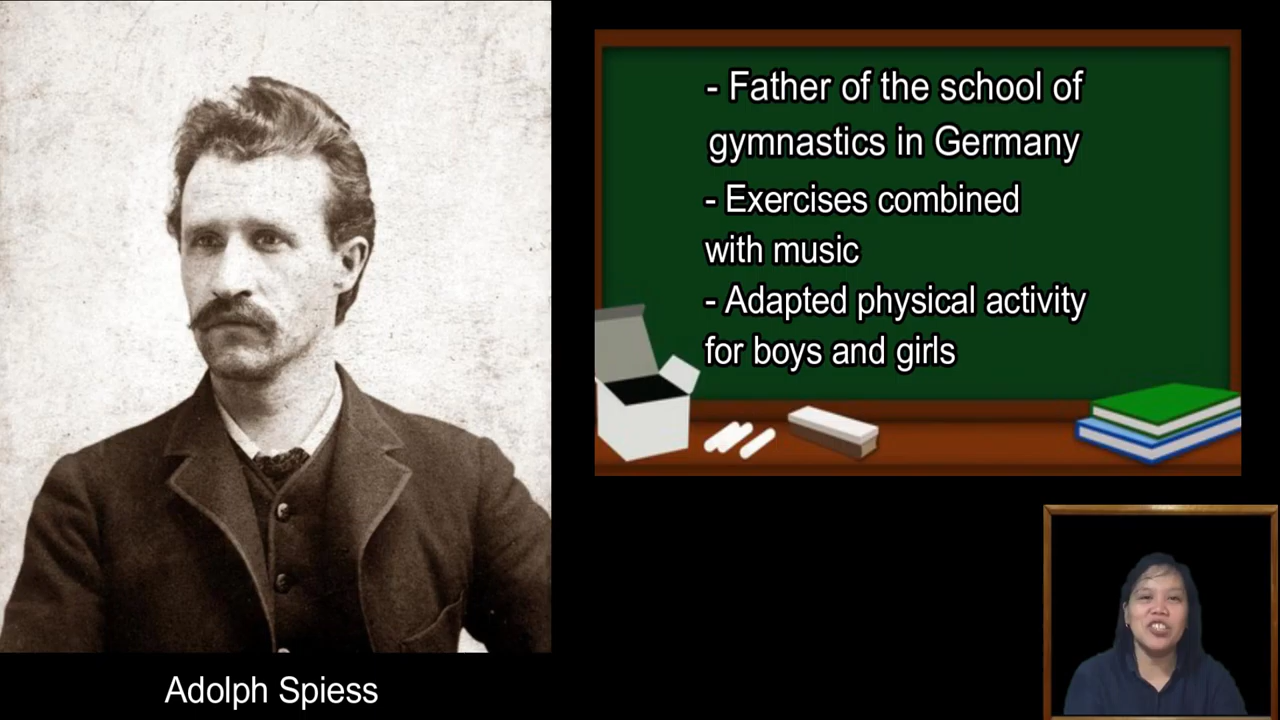 - Father of the school of
gymnastics in Germany
- Exercises combined
with music
- Adapted physical activity
for boys and girls
Adolph Spiess